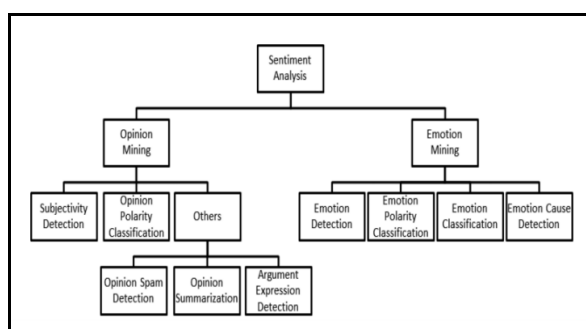 Sentiment
Analysis
Opinion
Mining
Emotion
Mining
Subjectivity
Detection
Opinion
Polarity
Classification
Others
Emotion
Detection
Emotion
Polarity
Classification
Emotion
Classification
Emotion Cause
Detection
Opinion Spam
Detection
Opinion
Summarization
Argument
Expression
Detection